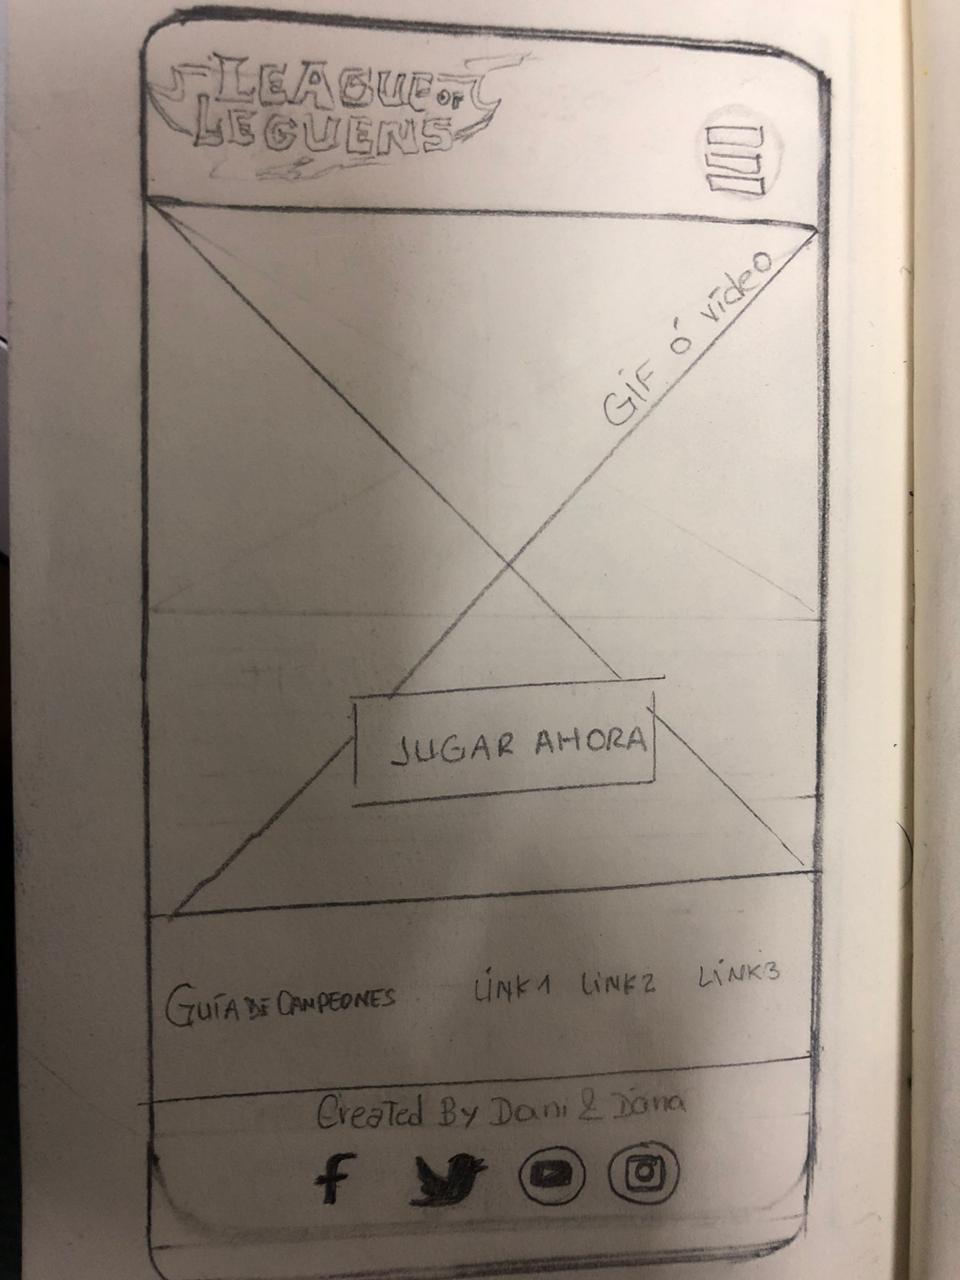 LEAGUE OF
LEGUENS
GIF ó video
JUGAR AHORA
GUÍA DE CAMPEONES LINK1 LINK2 LINK3
Created By Dani & Dana
f